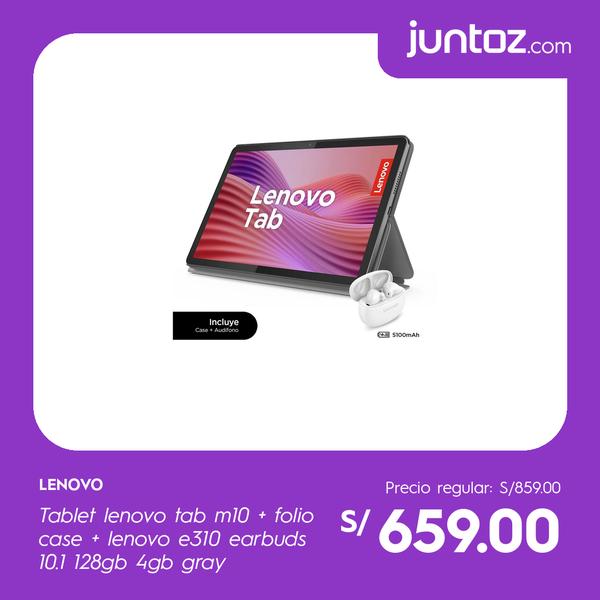 juntoz.com
Lenovo
Lenovo
Tab
Incluye
Case + Audífono
5100mAh
LENOVO
Precio regular: S/859.00
Tablet lenovo tab m10 + folio
case + lenovo e310 earbuds
10.1 128gb 4gb gray
S/ 659.00